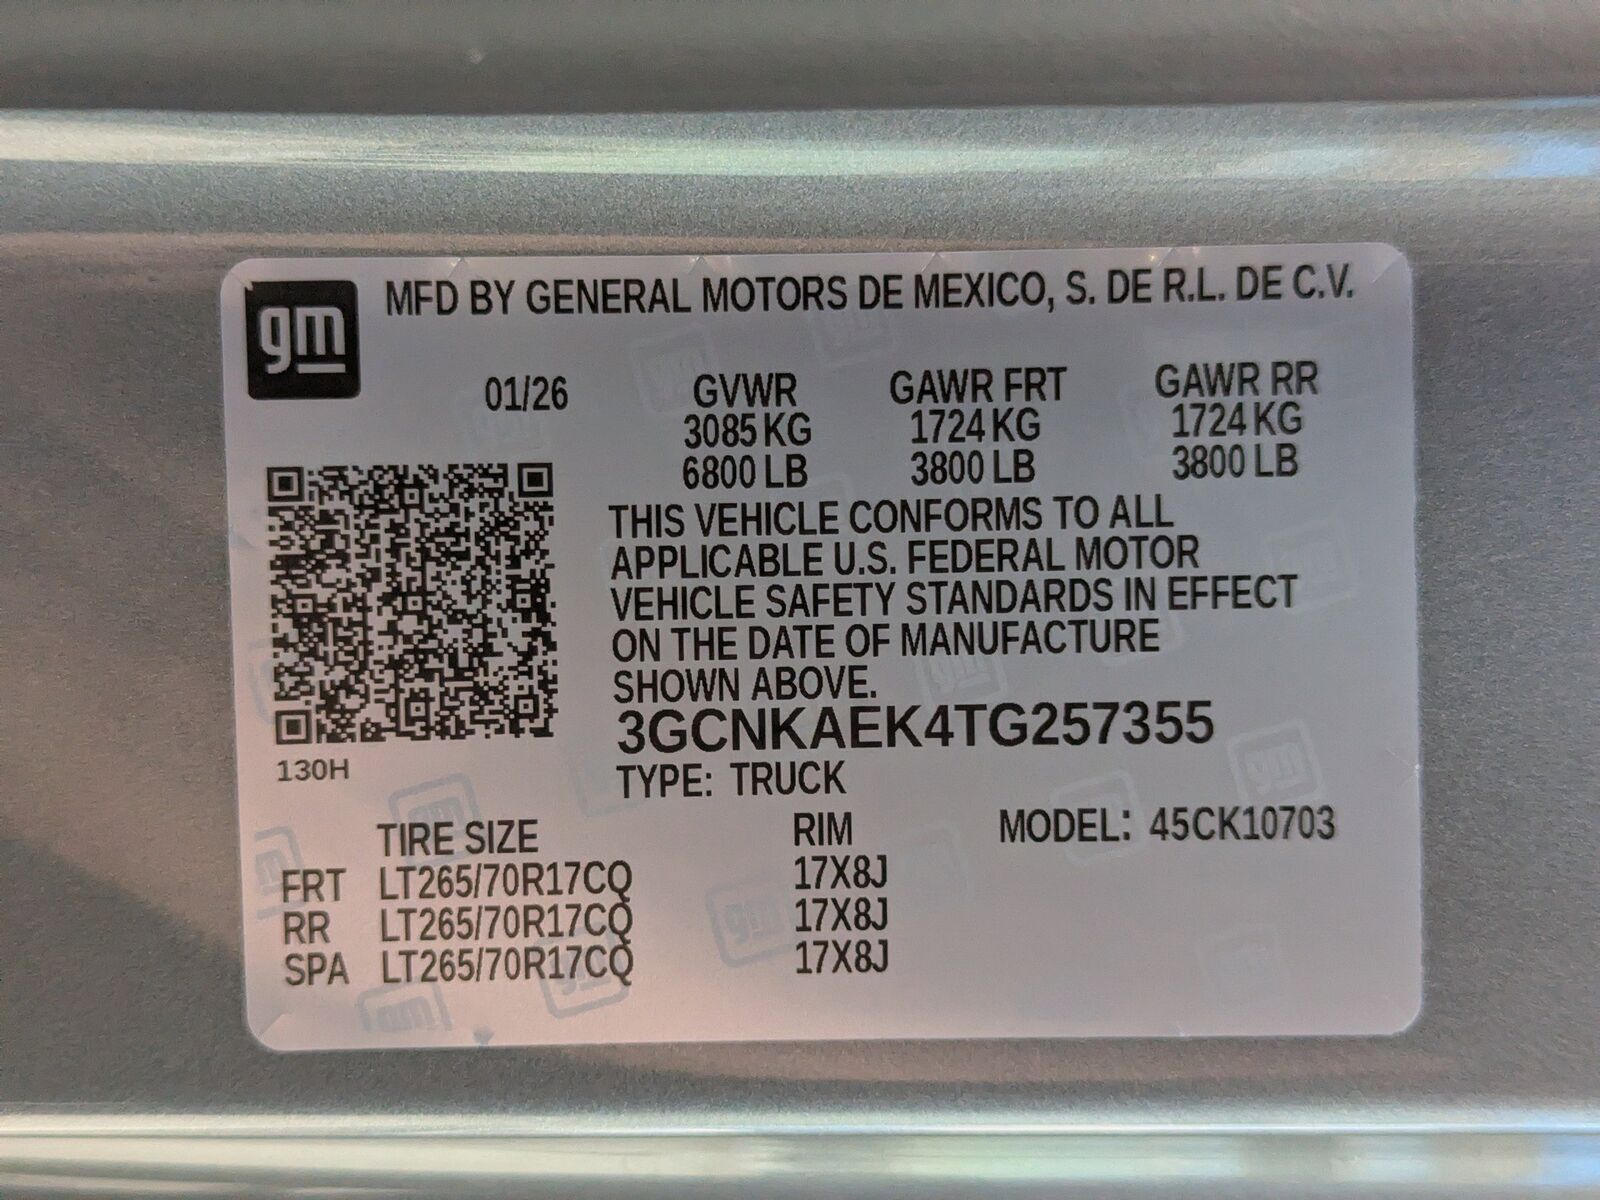 gm
MFD BY GENERAL MOTORS DE MEXICO, S. DE R.L. DE C.V.
01/26 GVWR GAWR FRT GAWR RR
3085 KG 1724 KG 1724 KG
6800 LB 3800 LB 3800 LB
THIS VEHICLE CONFORMS TO ALL
APPLICABLE U.S. FEDERAL MOTOR
VEHICLE SAFETY STANDARDS IN EFFECT
ON THE DATE OF MANUFACTURE
SHOWN ABOVE.
3GCNKAEK4TG257355
130H
TYPE: TRUCK
TIRE SIZE RIM MODEL: 45CK10703
FRT LT265/70R17CQ 17X8J
RR LT265/70R17CQ 17X8J
SPA LT265/70R17CQ 17X8J